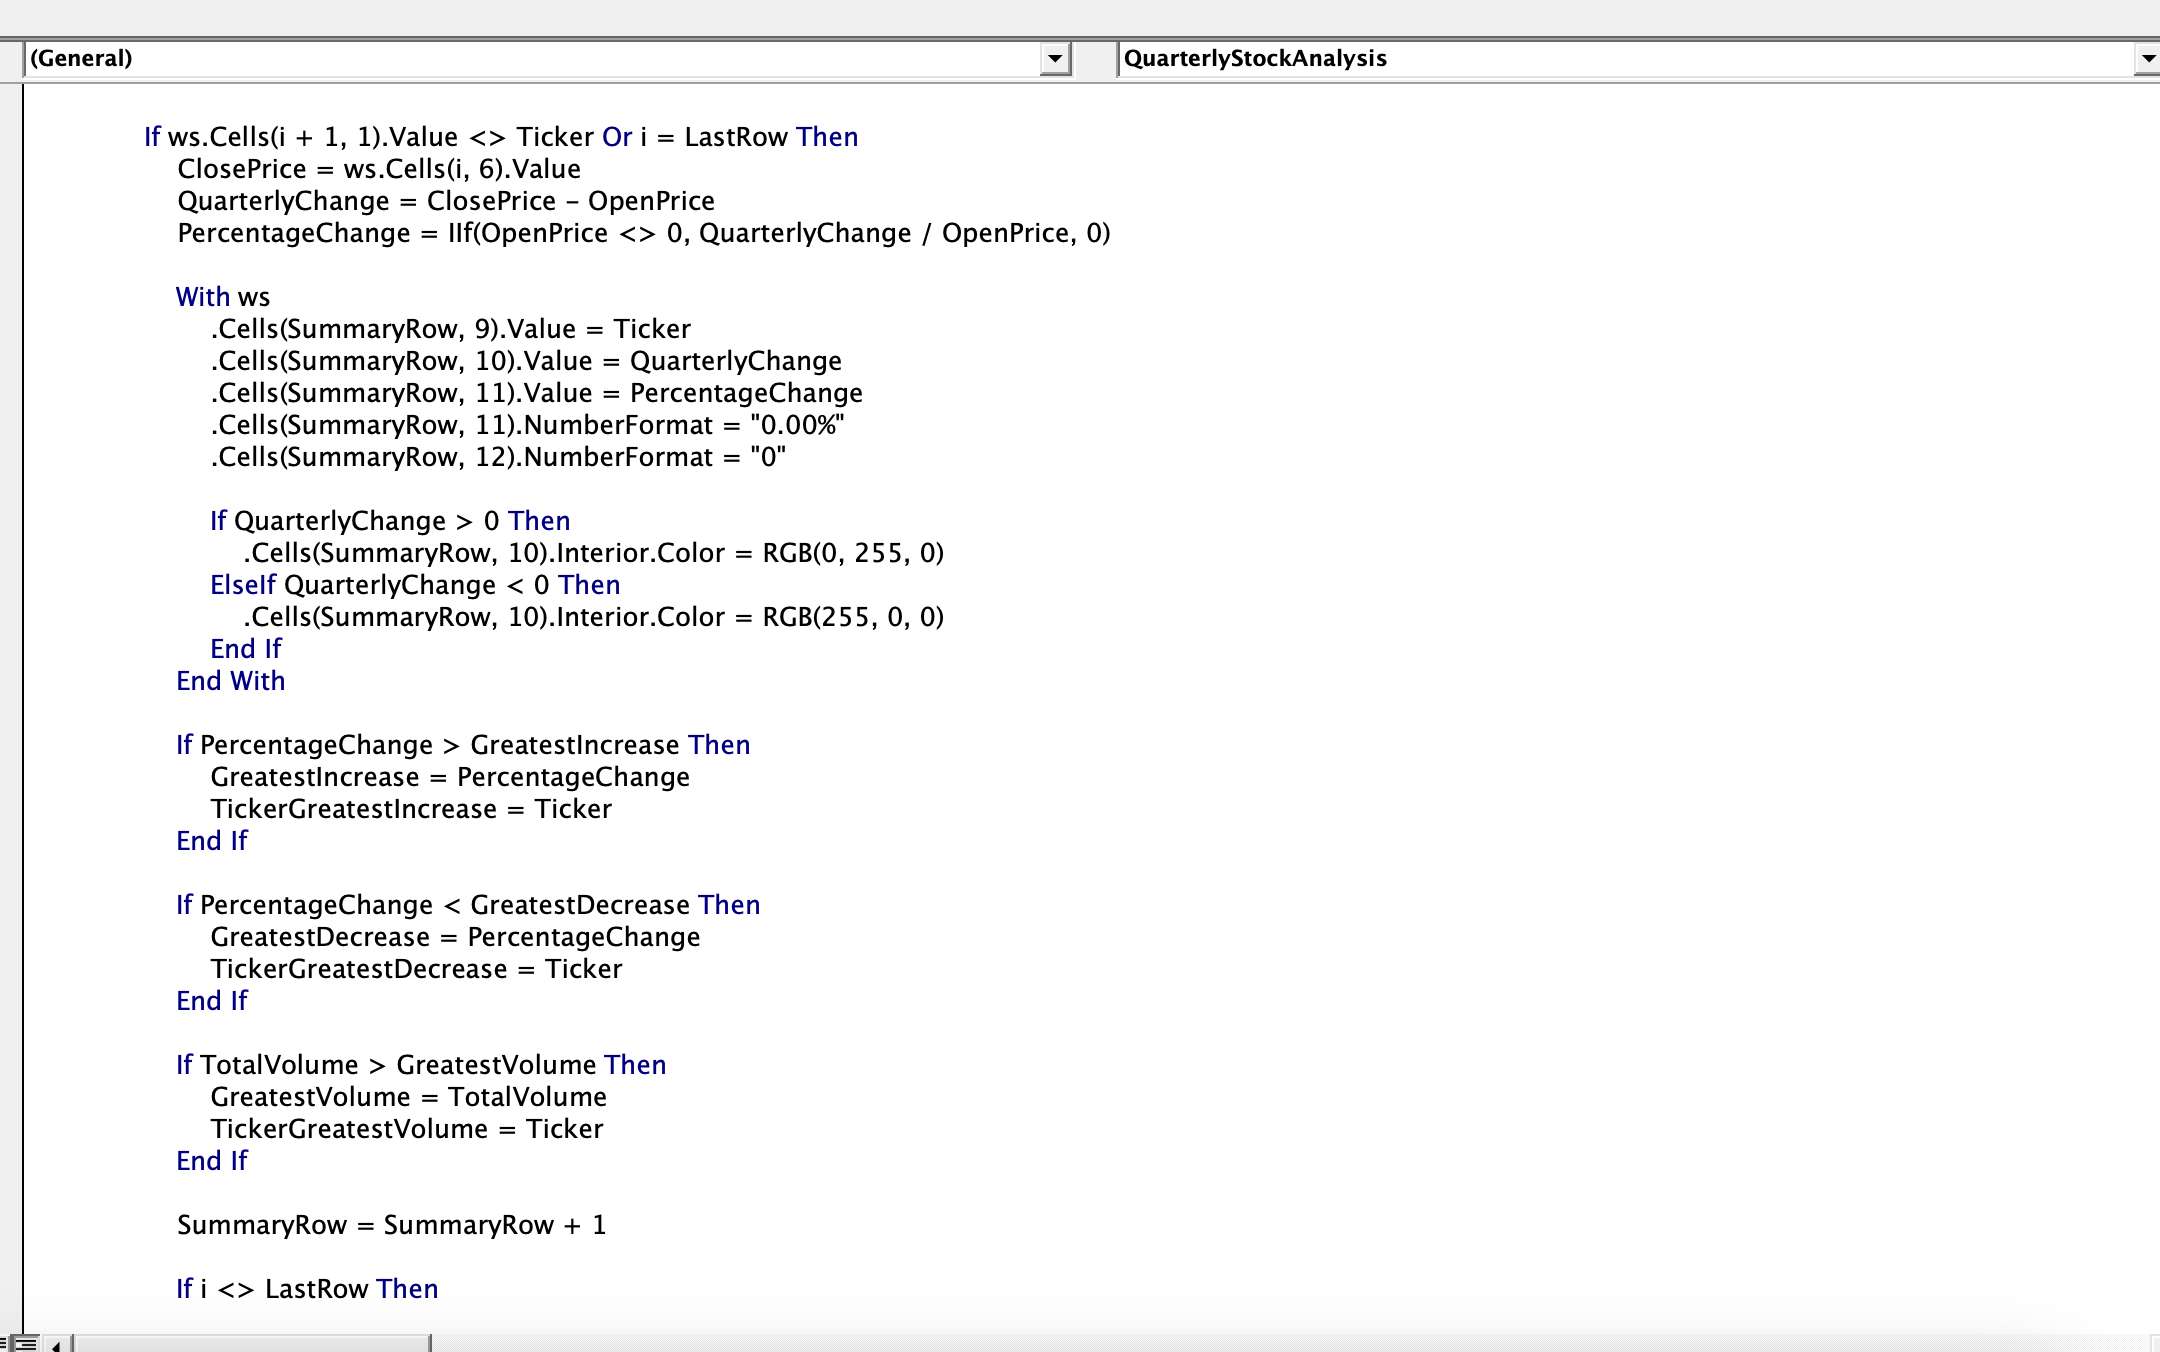 (General)
QuarterlyStockAnalysis
If ws.Cells(i + 1, 1).Value <> Ticker Or i = LastRow Then
ClosePrice = ws.Cells(i, 6).Value
QuarterlyChange = ClosePrice - OpenPrice
PercentageChange = IIf(OpenPrice <> 0, QuarterlyChange / OpenPrice, 0)
With ws
.Cells(SummaryRow, 9).Value = Ticker
.Cells(SummaryRow, 10).Value = QuarterlyChange
.Cells(SummaryRow, 11).Value = PercentageChange
.Cells(SummaryRow, 11).NumberFormat = "0.00%"
.Cells(SummaryRow, 12).NumberFormat = "0"
If QuarterlyChange > 0 Then
.Cells(SummaryRow, 10).Interior.Color = RGB(0, 255, 0)
ElseIf QuarterlyChange < 0 Then
.Cells(SummaryRow, 10).Interior.Color = RGB(255, 0, 0)
End If
End With
If PercentageChange > GreatestIncrease Then
GreatestIncrease = PercentageChange
TickerGreatestIncrease = Ticker
End If
If PercentageChange < GreatestDecrease Then
GreatestDecrease = PercentageChange
TickerGreatestDecrease = Ticker
End If
If TotalVolume > GreatestVolume Then
GreatestVolume = TotalVolume
TickerGreatestVolume = Ticker
End If
SummaryRow = SummaryRow + 1
If i <> LastRow Then